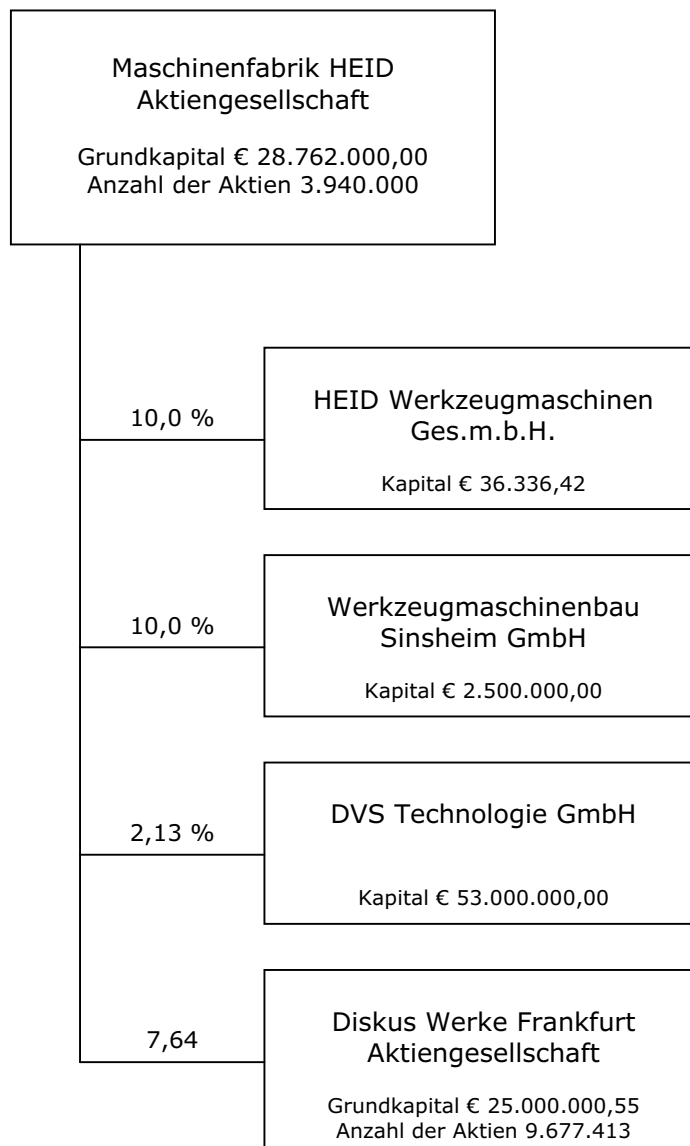 Maschinenfabrik HEID
Aktiengesellschaft
Grundkapital € 28.762.000,00
Anzahl der Aktien 3.940.000
10,0 %
HEID Werkzeugmaschinen
Ges.m.b.H.
Kapital € 36.336,42
10,0 %
Werkzeugmaschinenbau
Sinsheim GmbH
Kapital € 2.500.000,00
2,13 %
DVS Technologie GmbH
Kapital € 53.000.000,00
7,64
Diskus Werke Frankfurt
Aktiengesellschaft
Grundkapital € 25.000.000,55
Anzahl der Aktien 9.677.413